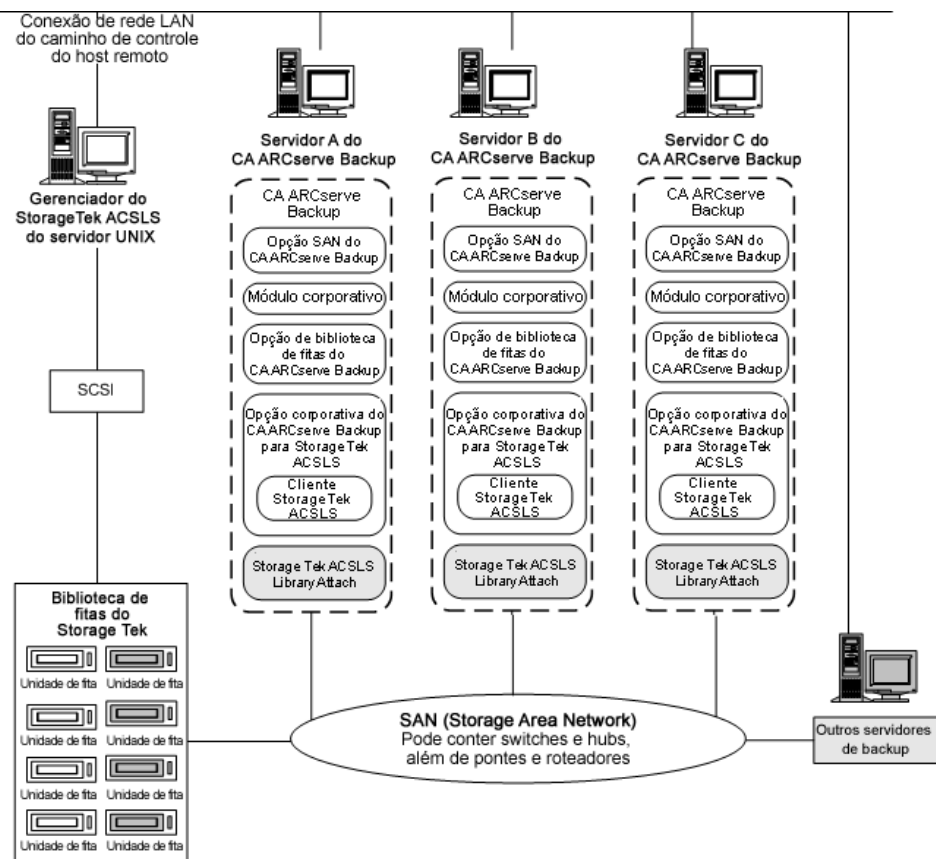 Conexão de rede LAN
do caminho de controle
do host remoto
Gerenciador do
StorageTek ACSLS
do servidor UNIX
SCSI
Biblioteca de
fitas do
Storage Tek
Unidade de fita Unidade de fita
Unidade de fita Unidade de fita
Unidade de fita Unidade de fita
Unidade de fita Unidade de fita
Servidor A do
CA ARCserve Backup
CA ARCserve
Backup
Opção SAN do
CA ARCserve Backup
Módulo corporativo
Opção de biblioteca
de fitas do
CA ARCserve Backup
Opção corporativa do
CA ARCserve Backup
para StorageTek
ACSLS
Cliente
StorageTek
ACSLS
Storage Tek ACSLS
Library Attach
Servidor B do
CA ARCserve Backup
CA ARCserve
Backup
Opção SAN do
CA ARCserve Backup
Módulo corporativo
Opção de biblioteca
de fitas do
CA ARCserve Backup
Opção corporativa do
CA ARCserve Backup
para StorageTek
ACSLS
Cliente
StorageTek
ACSLS
Storage Tek ACSLS
Library Attach
Servidor C do
CA ARCserve Backup
CA ARCserve
Backup
Opção SAN do
CA ARCserve Backup
Módulo corporativo
Opção de biblioteca
de fitas do
CA ARCserve Backup
Opção corporativa do
CA ARCserve Backup
para StorageTek
ACSLS
Cliente
StorageTek
ACSLS
Storage Tek ACSLS
Library Attach
SAN (Storage Area Network)
Pode conter switches e hubs,
além de pontes e roteadores
Outros servidores
de backup